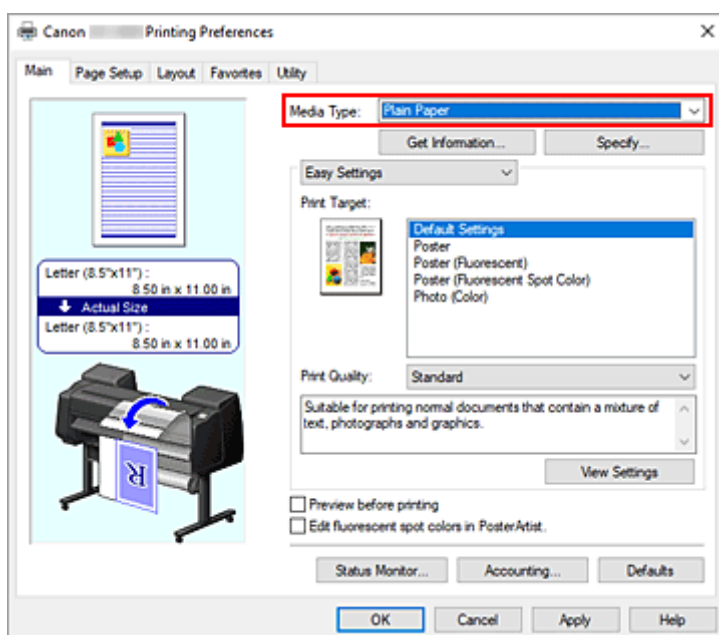 Canon Printing Preferences
Main Page Setup Layout Favorites Utility
Media Type: Plain Paper
Get Information... Specify...
Easy Settings
Print Target:
Default Settings
Poster
Poster (Fluorescent)
Poster (Fluorescent Spot Color)
Photo (Color)
Letter (8.5"x11") :
8.50 in x 11.00 in
Actual Size
Letter (8.5"x11") :
8.50 in x 11.00 in
Print Quality: Standard
Suitable for printing normal documents that contain a mixture of
text, photographs and graphics.
View Settings
Preview before printing
Edit fluorescent spot colors in PosterArtist.
Status Monitor... Accounting... Defaults
OK Cancel Apply Help
R